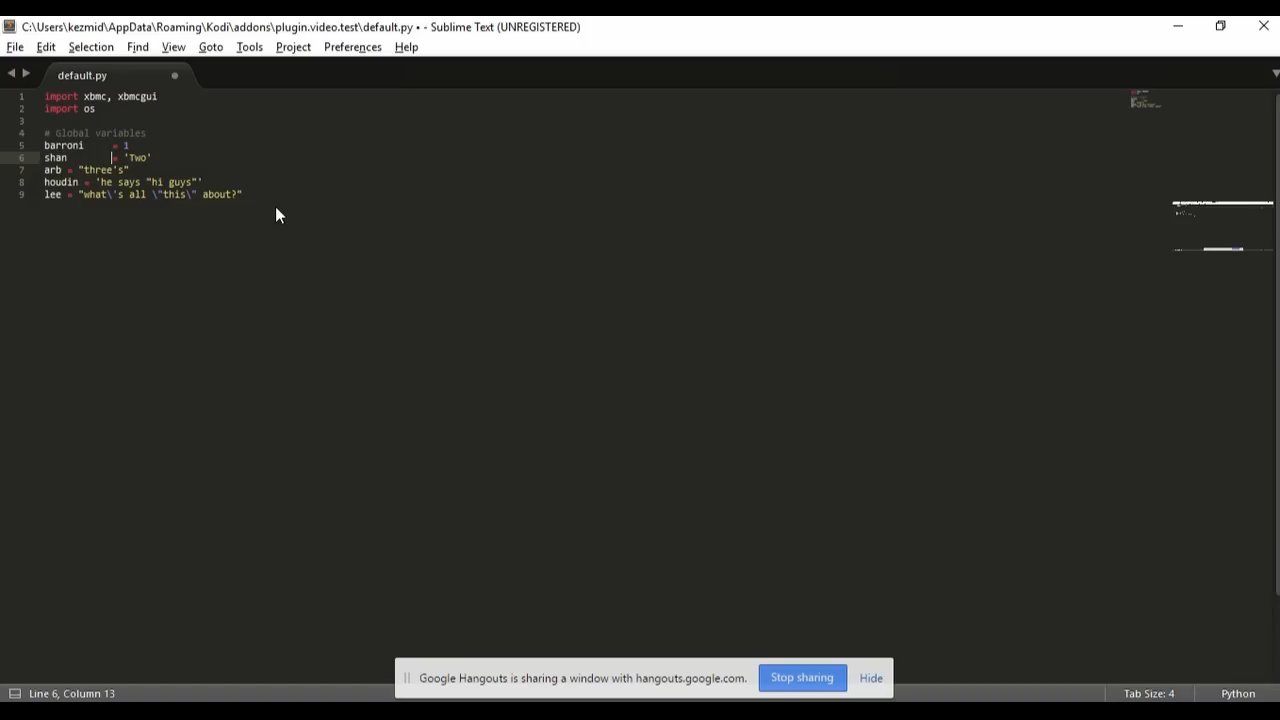 C:\Users\kezmid\AppData\Roaming\Kodi\addons\plugin.video.test\default.py • - Sublime Text (UNREGISTERED)
File Edit Selection Find View Goto Tools Project Preferences Help
default.py
1 import xbmc, xbmcgui
2 import os
3
4 # Global variables
5 barroni = 1
6 shan = 'Two'
7 arb = "three's"
8 houdin = 'he says "hi guys"'
9 lee = "what\'s all \"this\" about?"
Google Hangouts is sharing a window with hangouts.google.com. Stop sharing Hide
Line 6, Column 13 Tab Size: 4 Python